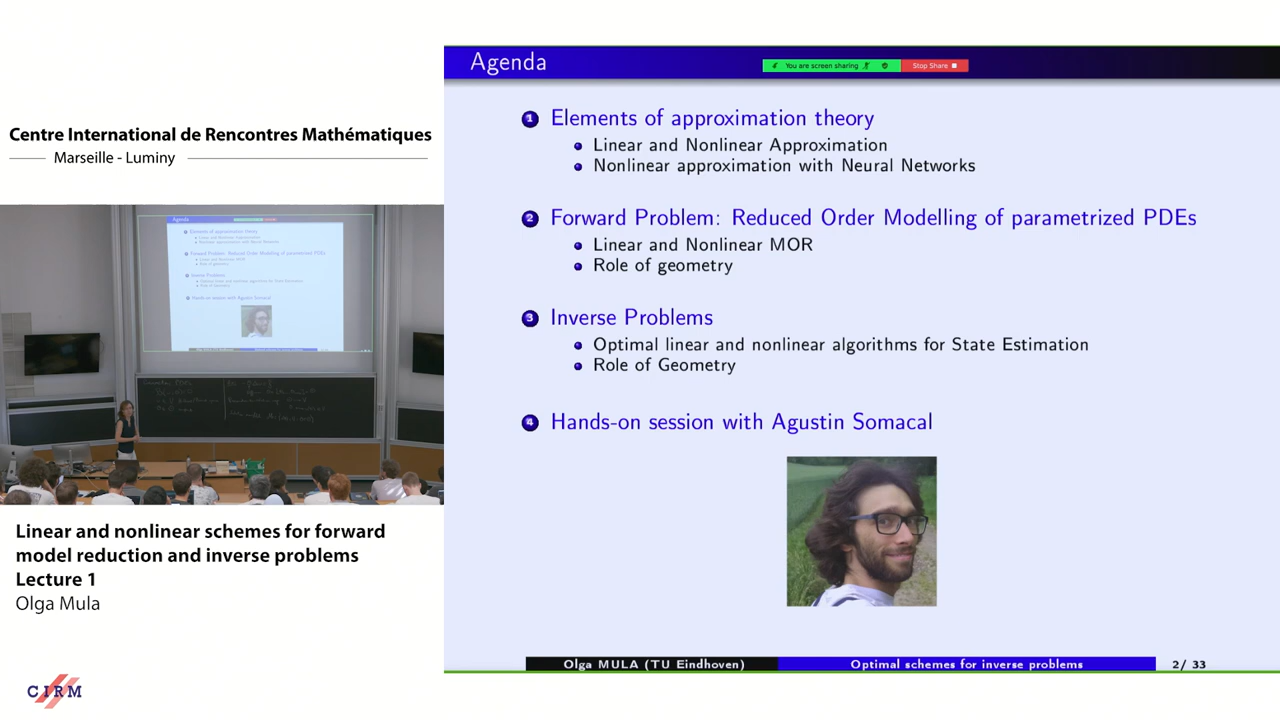 Centre International de Rencontres Mathématiques
Marseille - Luminy
Linear and nonlinear schemes for forward
model reduction and inverse problems
Lecture 1
Olga Mula
CIRM
Agenda
You are screen sharing
Stop Share
1 Elements of approximation theory
Linear and Nonlinear Approximation
Nonlinear approximation with Neural Networks
2 Forward Problem: Reduced Order Modelling of parametrized PDEs
Linear and Nonlinear MOR
Role of geometry
3 Inverse Problems
Optimal linear and nonlinear algorithms for State Estimation
Role of Geometry
4 Hands-on session with Agustin Somacal
Olga MULA (TU Eindhoven)
Optimal schemes for inverse problems
2/ 33